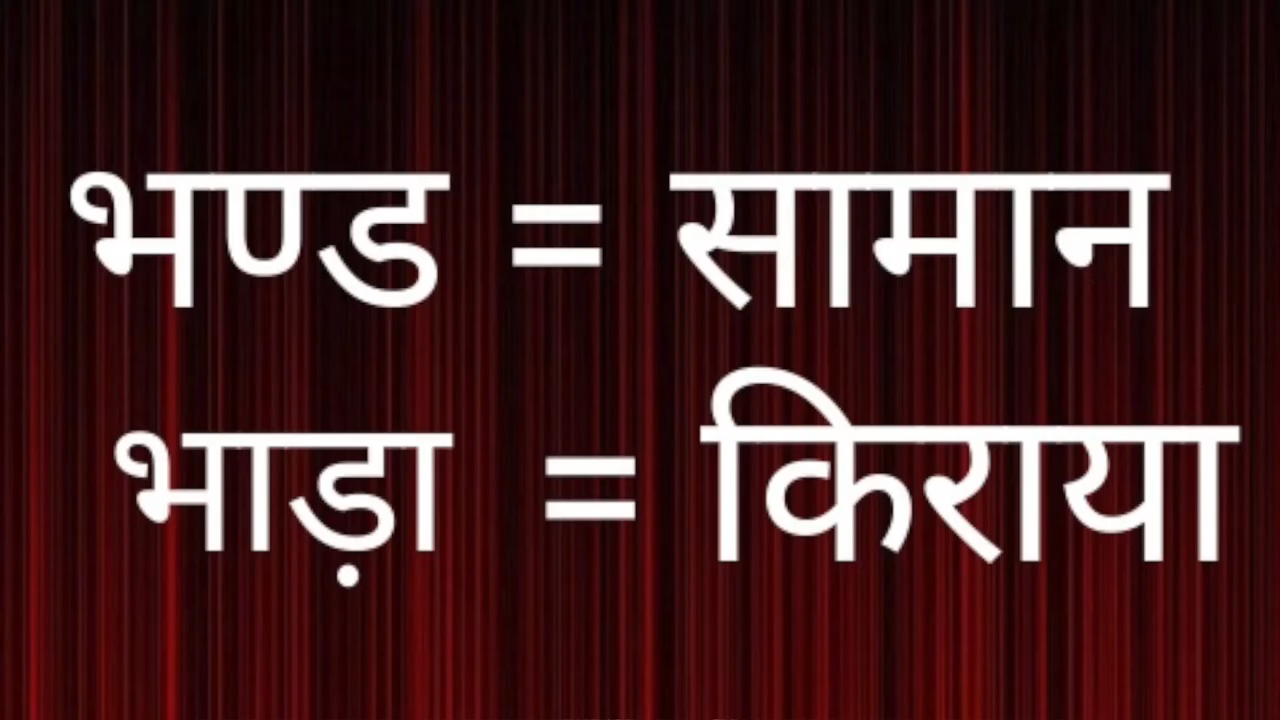 भण्ड = सामान
भाड़ा = किराया